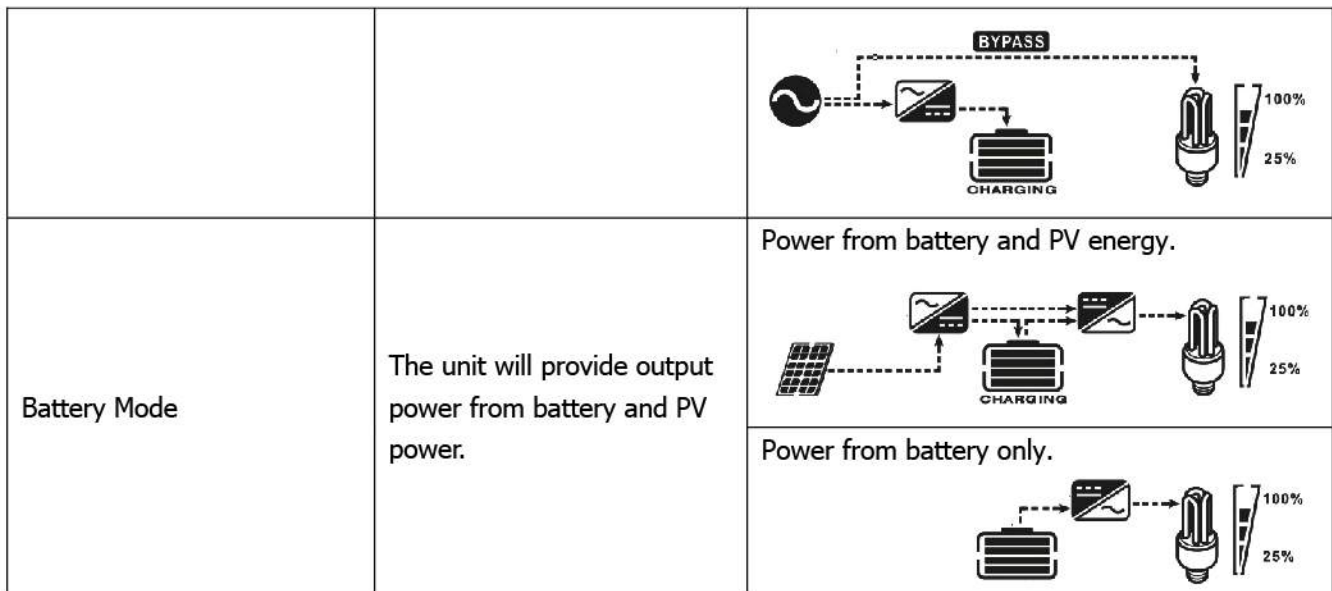 BYPASS
100%
25%
CHARGING
Battery Mode
The unit will provide output
power from battery and PV
power.
Power from battery and PV energy.
100%
25%
CHARGING
Power from battery only.
100%
25%